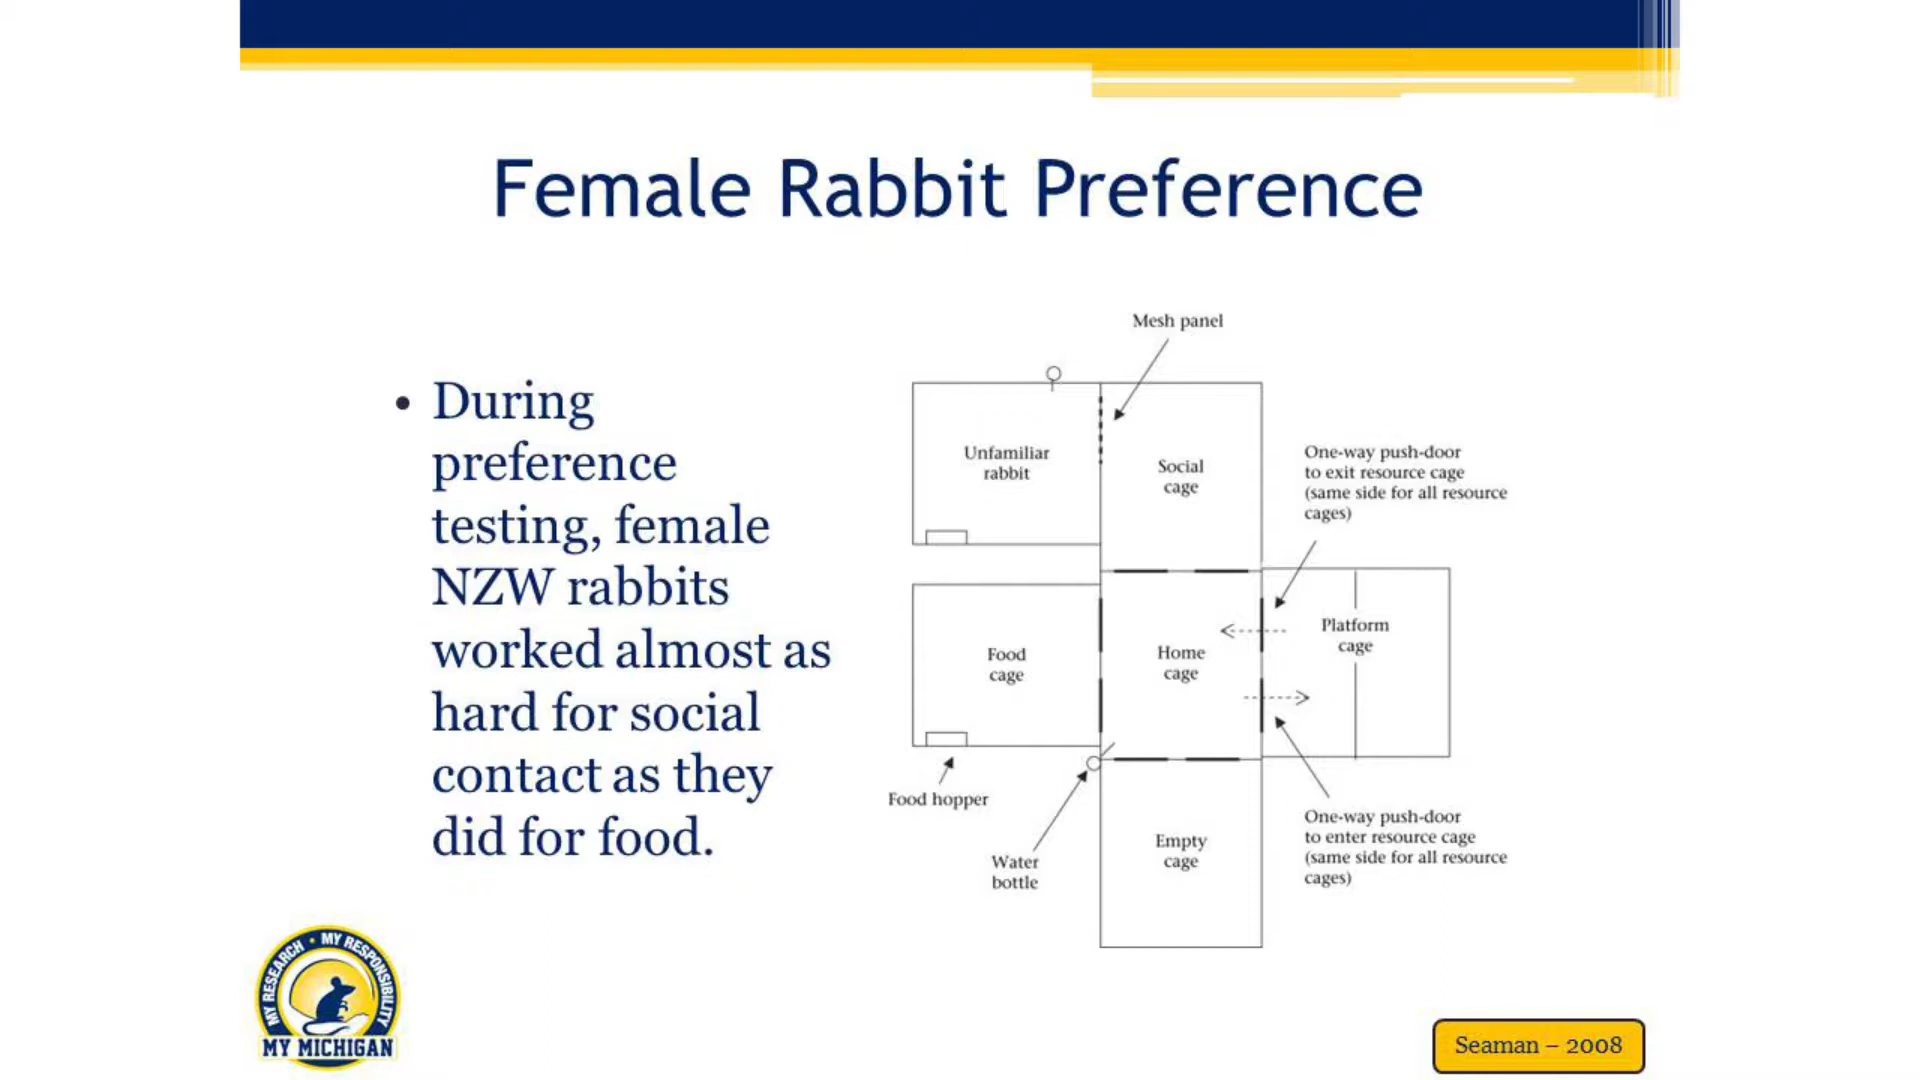 Female Rabbit Preference
• During
preference
testing, female
NZW rabbits
worked almost as
hard for social
contact as they
did for food.
Mesh panel
Unfamiliar
rabbit
Social
cage
One-way push-door
to exit resource cage
(same side for all resource
cages)
Food
cage
Home
cage
Platform
cage
Food hopper
Water
bottle
Empty
cage
One-way push-door
to enter resource cage
(same side for all resource
cages)
MY RESEARCH • MY RESPONSIBILITY
MY MICHIGAN
Seaman – 2008